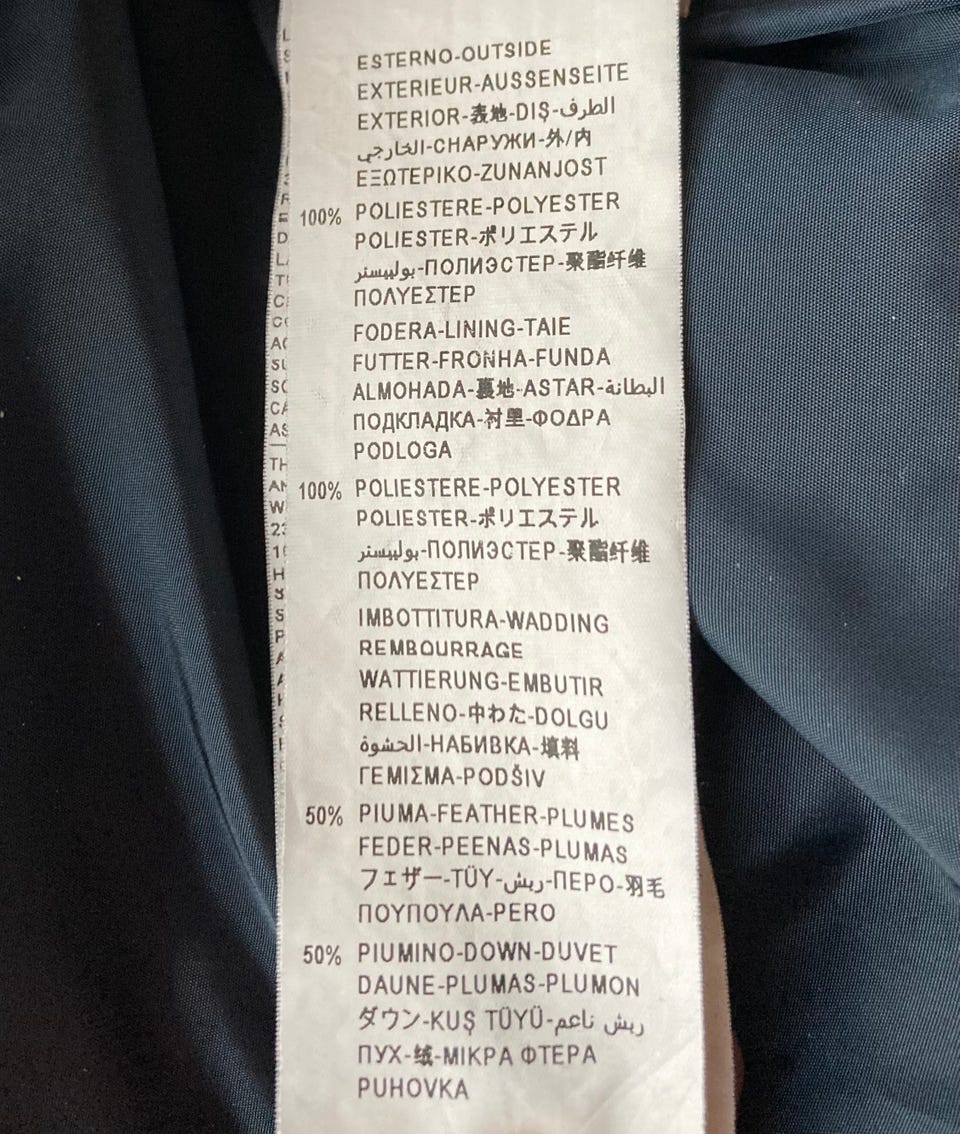 ESTERNO-OUTSIDE
EXTERIEUR-AUSSENSEITE
EXTERIOR-表地-DIŞ-الطرف
الخارجي-СНАРУЖИ-外/内
ΕΞΩΤΕΡΙΚΟ-ZUNANJOST
100% POLIESTERE-POLYESTER
POLIESTER-ポリエステル
بوليبستر-ПОЛИЭСТЕР-聚酯纤维
ΠΟΛΥΕΣΤΕΡ
FODERA-LINING-TAIE
FUTTER-FRONHA-FUNDA
ALMOHADA-裏地-ASTAR-البطانة
ПОДКЛАДКА-衬里-ΦΟΔΡΑ
PODLOGA
100% POLIESTERE-POLYESTER
POLIESTER-ポリエステル
بوليبستر-ПОЛИЭСТЕР-聚酯纤维
ΠΟΛΥΕΣΤΕΡ
IMBOTTITURA-WADDING
REMBOURRAGE
WATTIERUNG-EMBUTIR
RELLENO-中わた-DOLGU
الحشوة-НАБИВКА-填料
ΓΕΜΙΣΜΑ-PODŠIV
50% PIUMA-FEATHER-PLUMES
FEDER-PEENAS-PLUMAS
フェザー-TÜY-ريش-ПЕРО-羽毛
ΠΟΥΠΟΥΛΑ-PERO
50% PIUMINO-DOWN-DUVET
DAUNE-PLUMAS-PLUMON
ダウン-KUŞ TÜYÜ-ريش ناعم
ПУХ-绒-ΜΙΚΡΑ ΦΤΕΡΑ
PUHOVKA